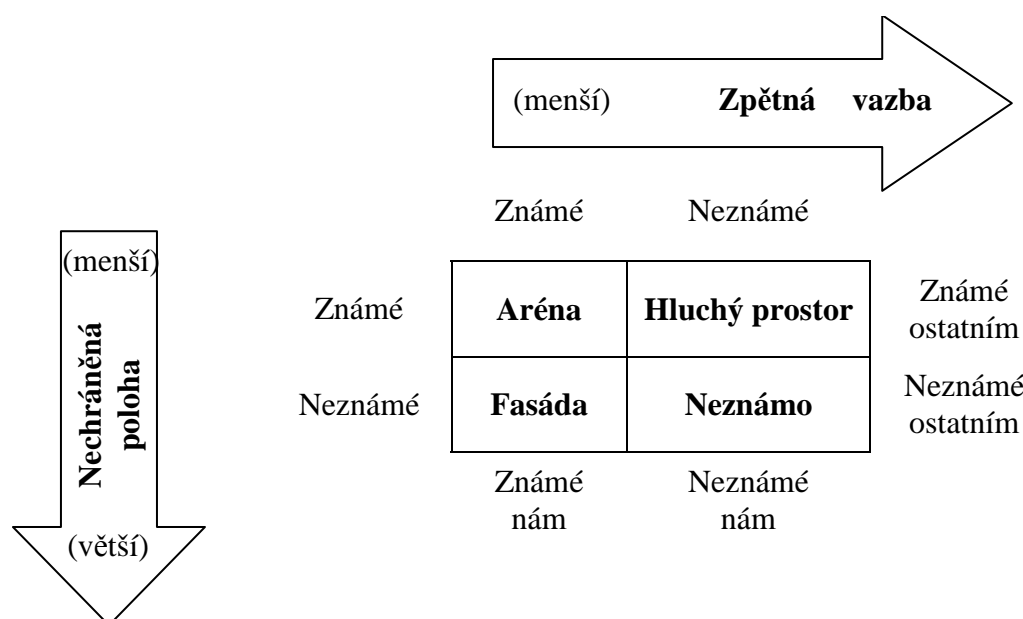 (menší) Zpětná vazba
Známé Neznámé
(menší)
Nechráněná
poloha
(větší)
Známé Aréna Hluchý prostor Známé
ostatním
Neznámé Fasáda Neznámo Neznámé
ostatním
Známé Neznámé
nám nám